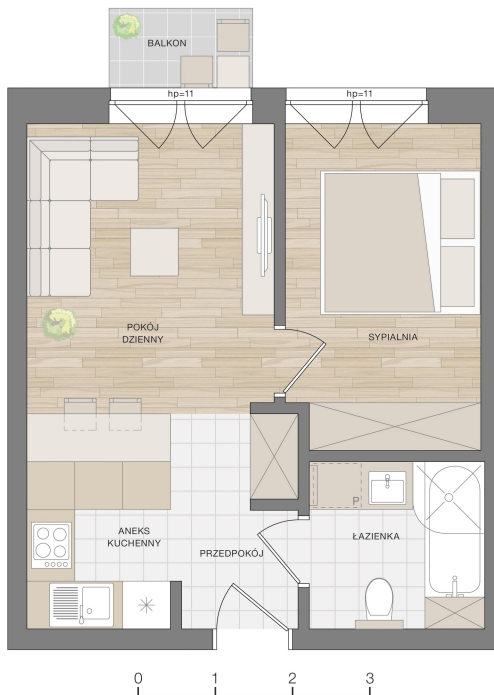 BALKON
hp=11
hp=11
POKÓJ
DZIENNY
SYPIALNIA
ANEKS
KUCHENNY
PRZEDPOKÓJ
ŁAZIENKA
P
0 1 2 3